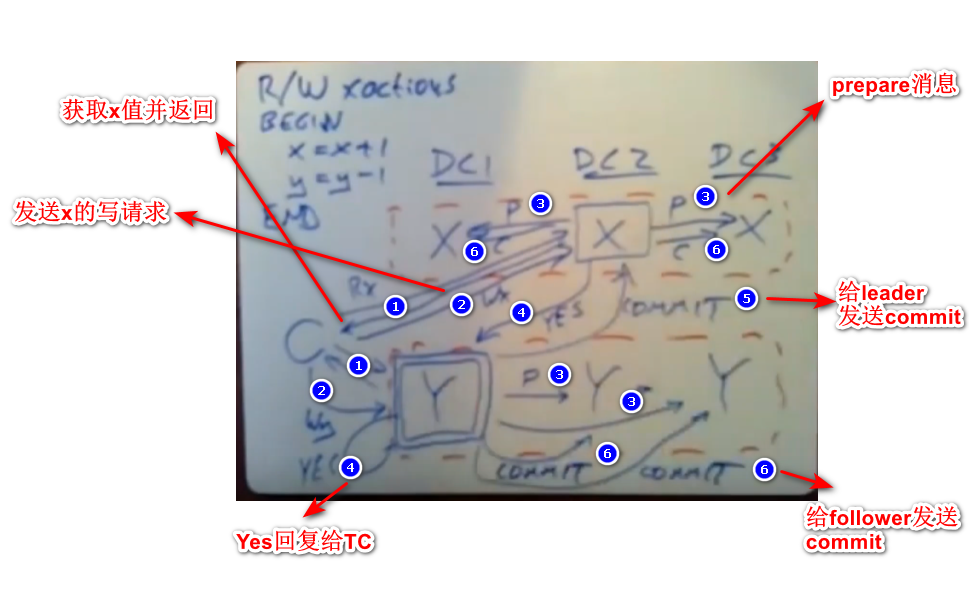 R/W xactions
BEGIN
x = x + 1
y = y - 1
END
DC1
DC2
DC3
获取x值并返回
发送x的写请求
prepare消息
P
3
P
3
X
X
X
6
C
C
6
Rx
1
2
Wx
4
YES
COMMIT
5
给leader
发送commit
C
1
2
Wy
Y
P
3
Y
3
Y
YES
4
COMMIT
6
COMMIT
6
Yes回复给TC
给follower发送
commit